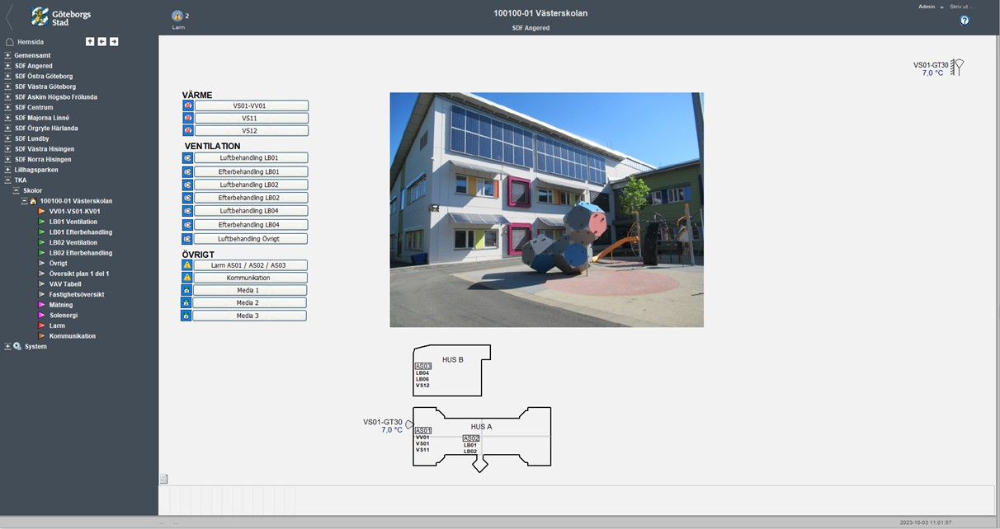 Göteborgs
Stad
2
Larm
100100-01 Västerskolan
SDF Angered
Admin
Skriv ut ...
?
Hemsida
Gemensamt
SDF Angered
SDF Östra Göteborg
SDF Västra Göteborg
SDF Askim Högsbo Frölunda
SDF Centrum
SDF Majorna Linné
SDF Örgryte Härlanda
SDF Lundby
SDF Västra Hisingen
SDF Norra Hisingen
Lillhagsparken
TKA
Skolor
100100-01 Västerskolan
VV01-VS01-KV01
LB01 Ventilation
LB01 Efterbehandling
LB02 Ventilation
LB02 Efterbehandling
Övrigt
Översikt plan 1 del 1
VAV Tabell
Fastighetsöversikt
Mätning
Solenergi
Larm
Kommunikation
System
VÄRME
VS01-VV01
VS11
VS12
VENTILATION
Luftbehandling LB01
Efterbehandling LB01
Luftbehandling LB02
Efterbehandling LB02
Luftbehandling LB04
Efterbehandling LB04
Luftbehandling Övrigt
ÖVRIGT
Larm AS01 / AS02 / AS03
Kommunikation
Media 1
Media 2
Media 3
VS01-GT30
7,0 °C
HUS B
AS03
LB04
LB06
VS12
VS01-GT30
7,0 °C
HUS A
AS01
VV01
VS01
VS11
AS02
LB01
LB02
2023-10-03 11:01:57